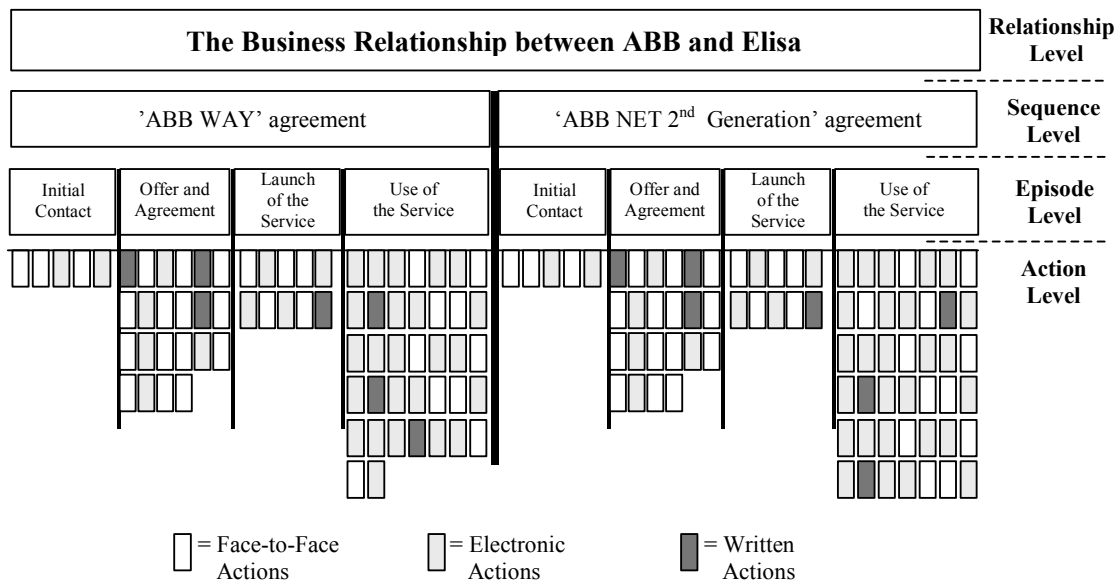 The Business Relationship between ABB and Elisa
Relationship
Level
’ABB WAY’ agreement
‘ABB NET 2nd Generation’ agreement
Sequence
Level
Initial
Contact
Offer and
Agreement
Launch
of the
Service
Use of
the Service
Initial
Contact
Offer and
Agreement
Launch
of the
Service
Use of
the Service
Episode
Level
Action
Level
= Face-to-Face
Actions
= Electronic
Actions
= Written
Actions